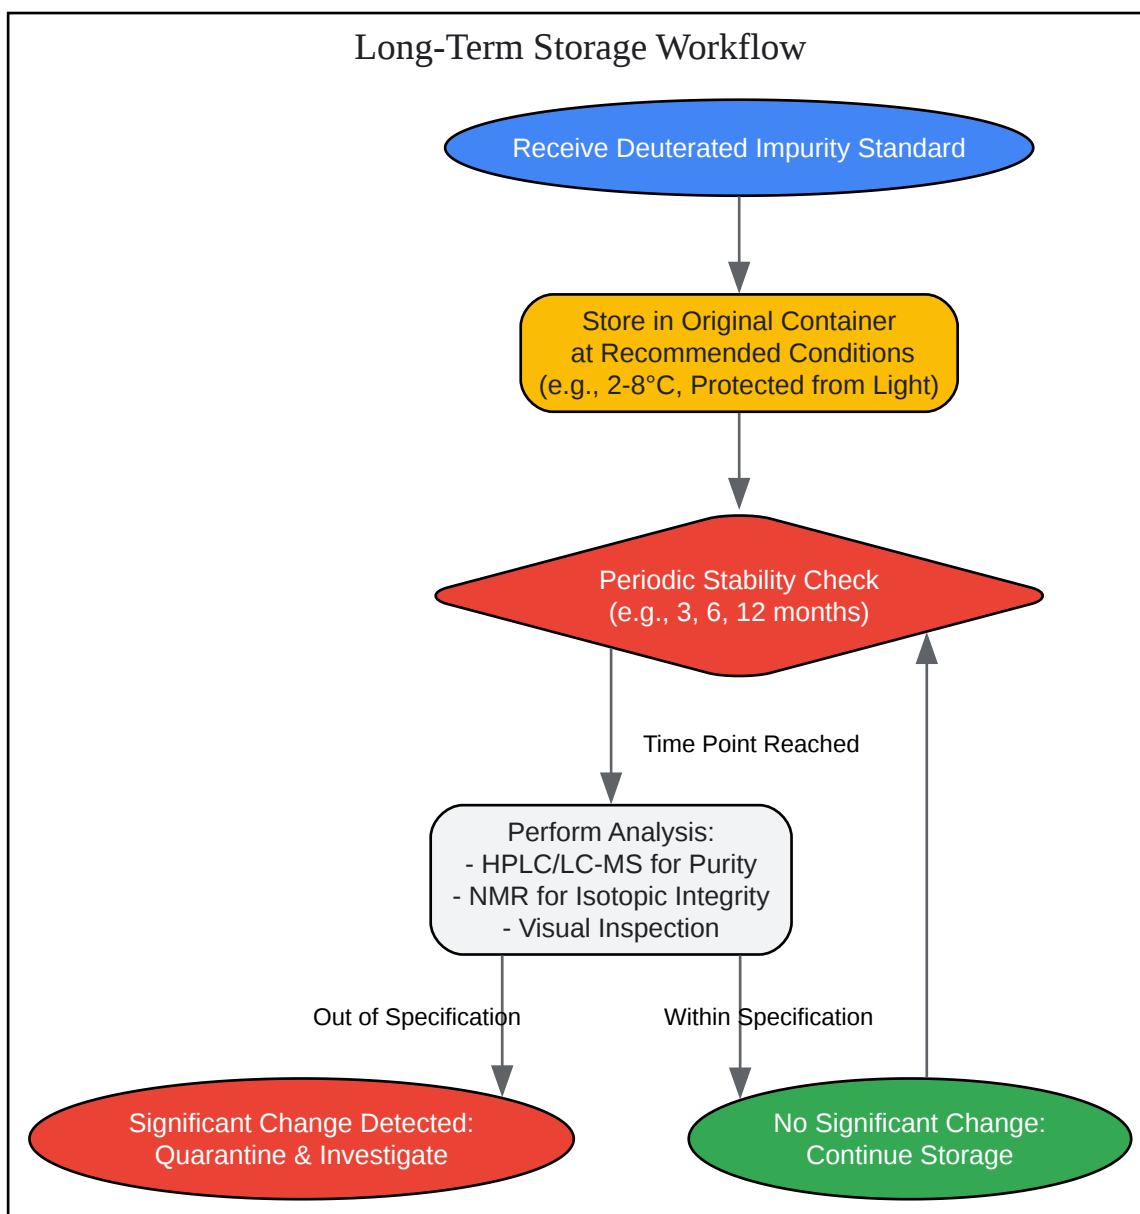 Long-Term Storage Workflow
Receive Deuterated Impurity Standard
Store in Original Container
at Recommended Conditions
(e.g., 2-8°C, Protected from Light)
Periodic Stability Check
(e.g., 3, 6, 12 months)
Time Point Reached
Perform Analysis:
- HPLC/LC-MS for Purity
- NMR for Isotopic Integrity
- Visual Inspection
Out of Specification
Within Specification
Significant Change Detected:
Quarantine & Investigate
No Significant Change:
Continue Storage